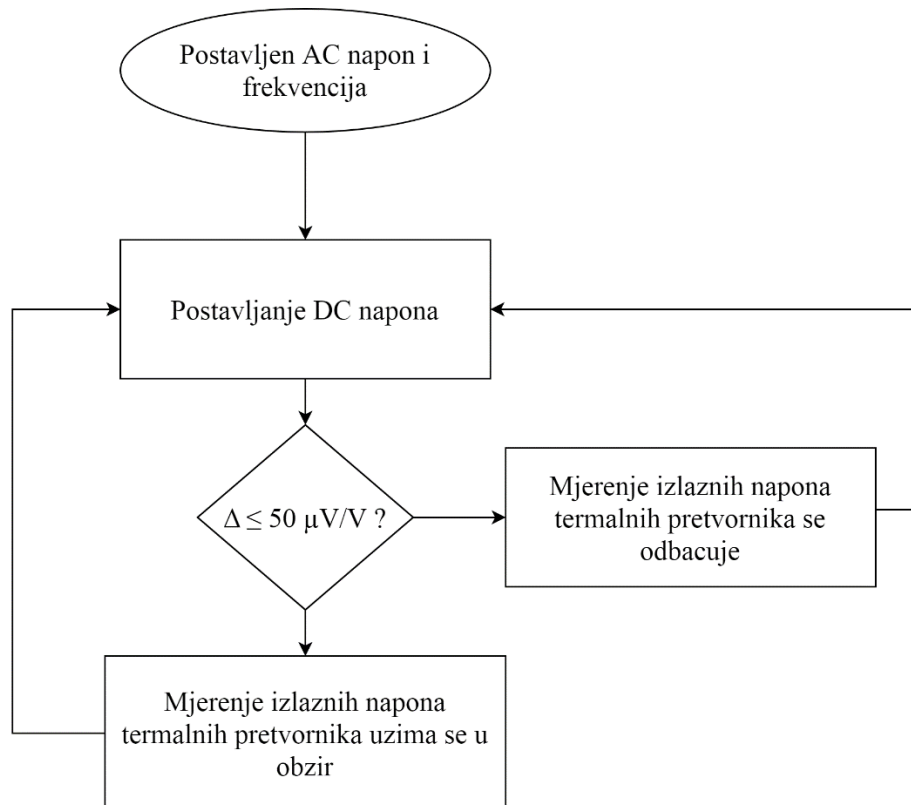 Postavljen AC napon i
frekvencija
Postavljanje DC napona
Δ ≤ 50 µV/V ?
Mjerenje izlaznih napona
termalnih pretvornika se
odbacuje
Mjerenje izlaznih napona
termalnih pretvornika uzima se u
obzir